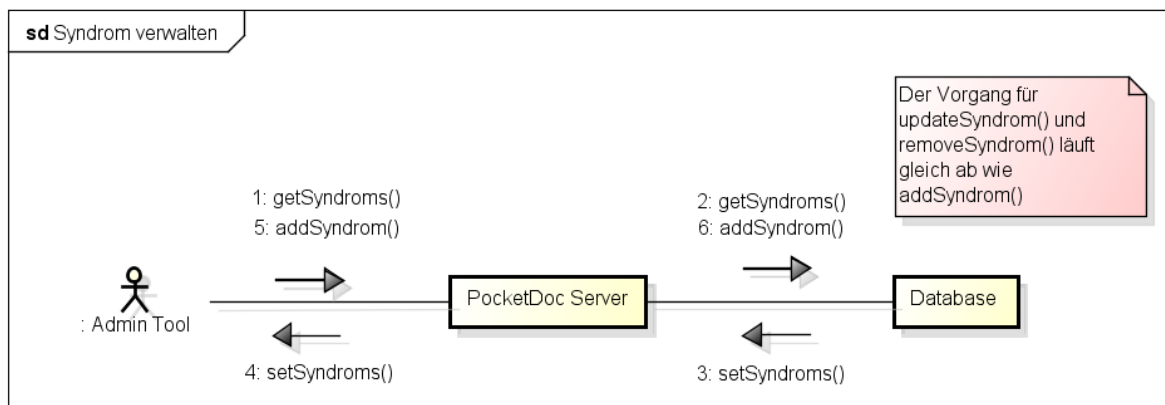 sd Syndrom verwalten
Der Vorgang für
updateSyndrom() und
removeSyndrom() läuft
gleich ab wie
addSyndrom()
1: getSyndroms()
5: addSyndrom()
2: getSyndroms()
6: addSyndrom()
PocketDoc Server
Database
: Admin Tool
4: setSyndroms()
3: setSyndroms()